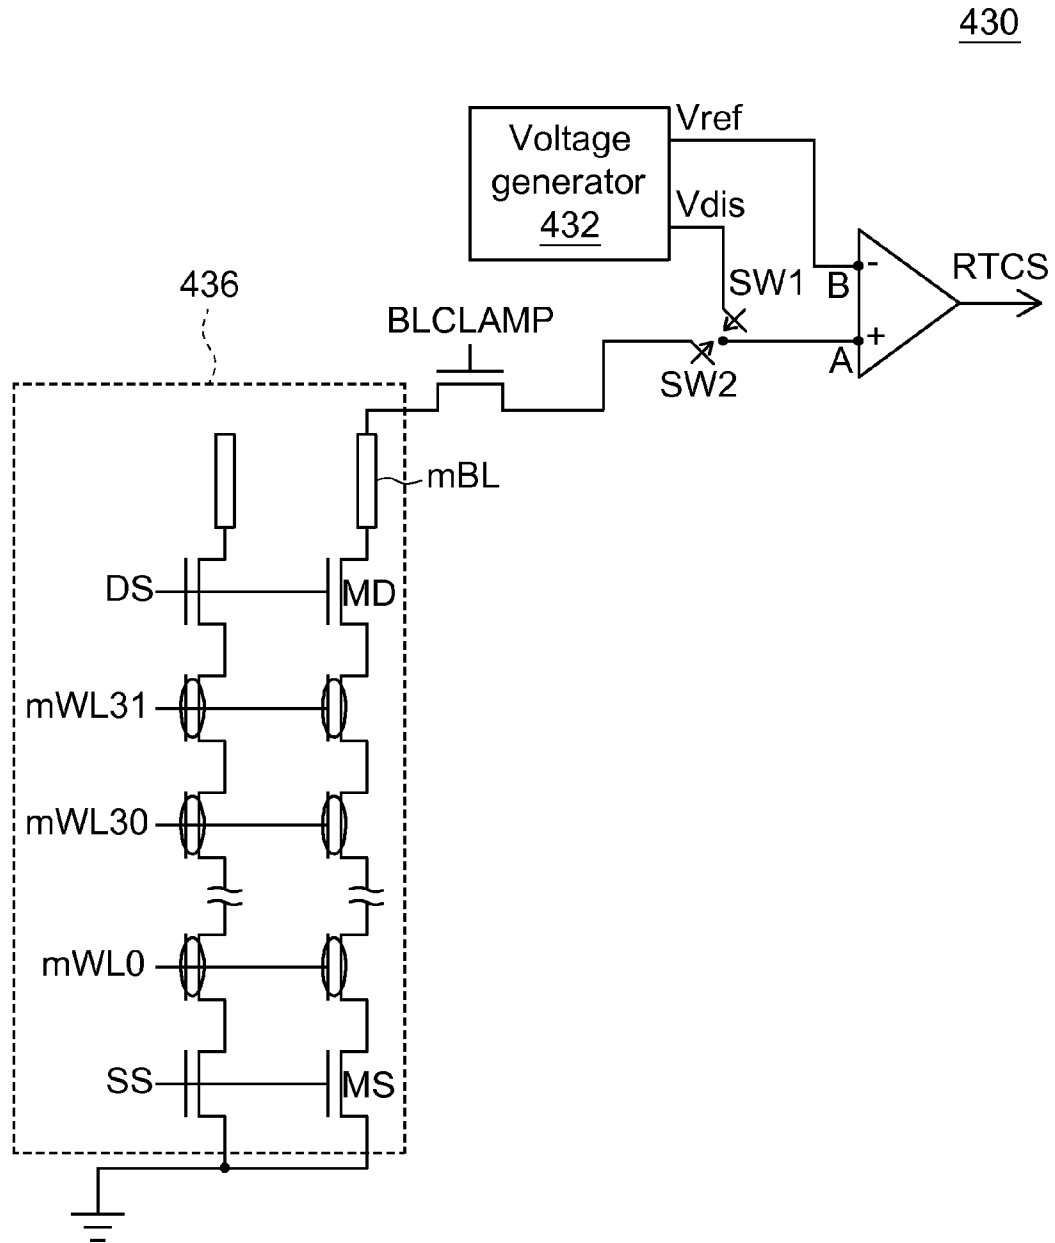 430
Voltage
generator
432
Vref
Vdis
SW1
SW2
B
-
A
+
RTCS
436
BLCLAMP
mBL
DS
MD
mWL31
mWL30
mWL0
SS
MS